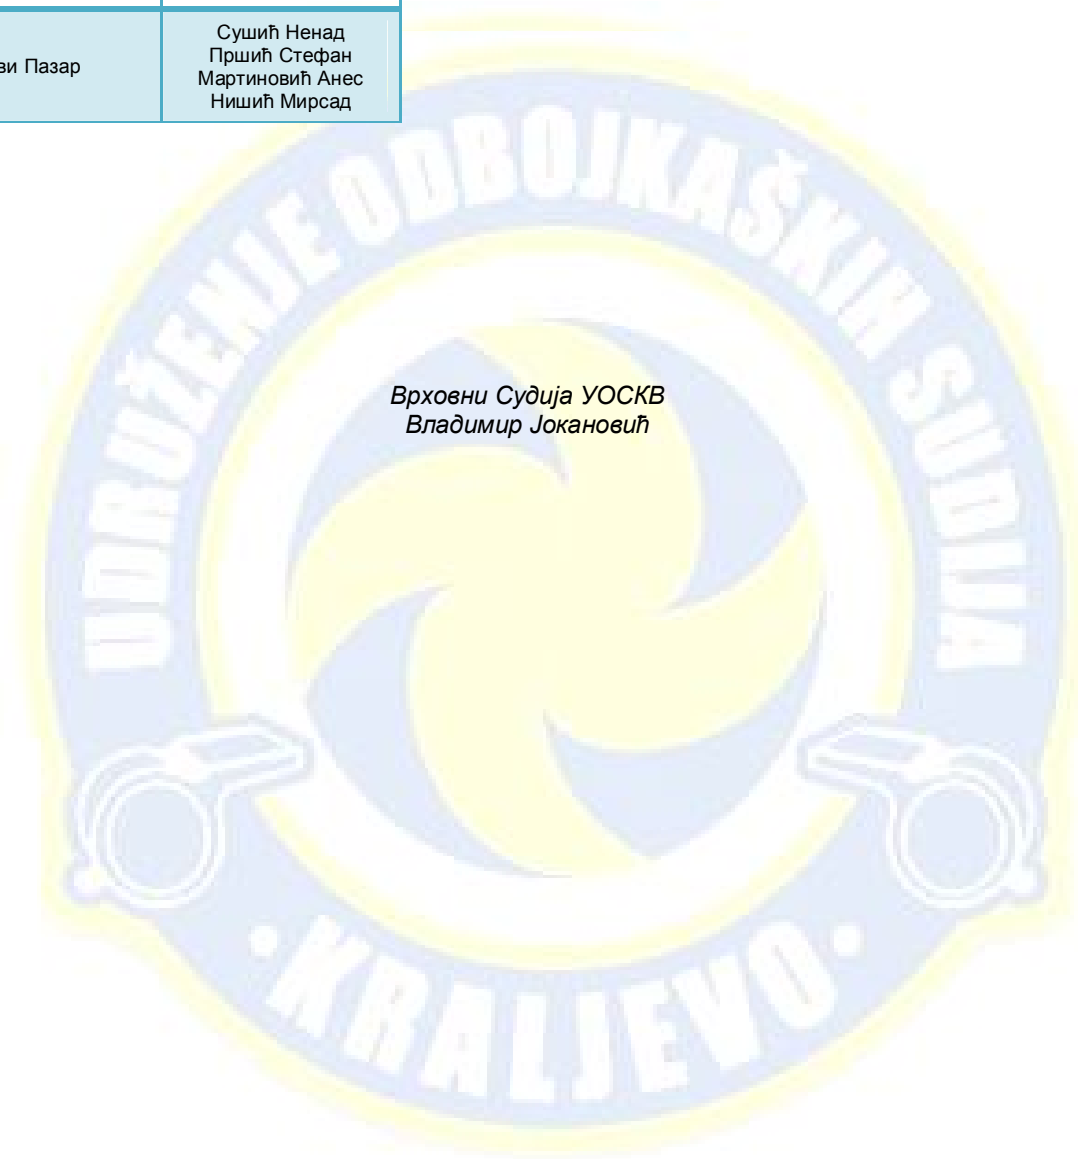 ви Пазар
Сушић Ненад
Пршић Стефан
Мартиновић Анес
Нишић Мирсад
UDRUŽENJE ODBOJKAŠKIH SUDIJA
Врховни Судија УОСКВ
Владимир Јокановић
·KRALJEVO·